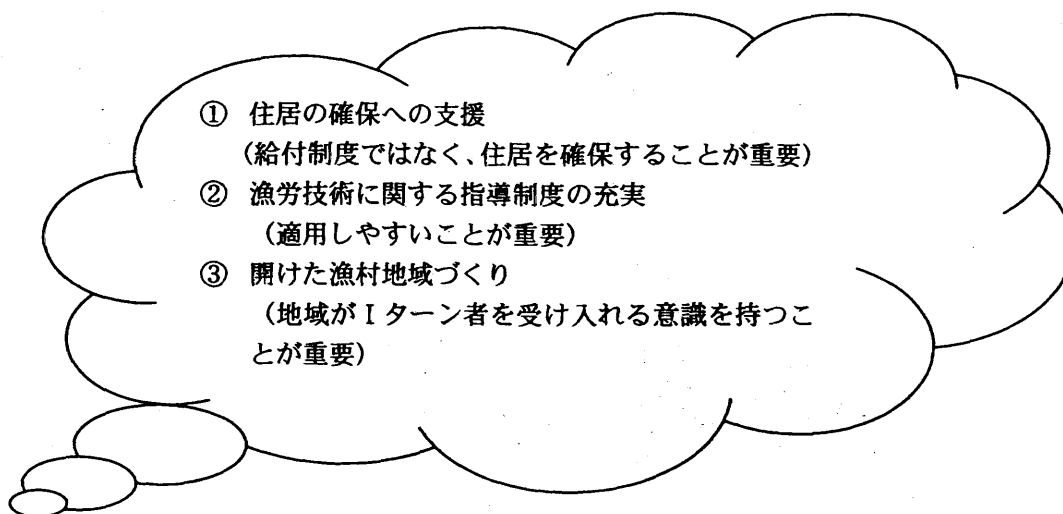 ① 住居の確保への支援
(給付制度ではなく、住居を確保することが重要)
② 漁労技術に関する指導制度の充実
(適用しやすいことが重要)
③ 開けた漁村地域づくり
(地域がIターン者を受け入れる意識を持つこ
とが重要)